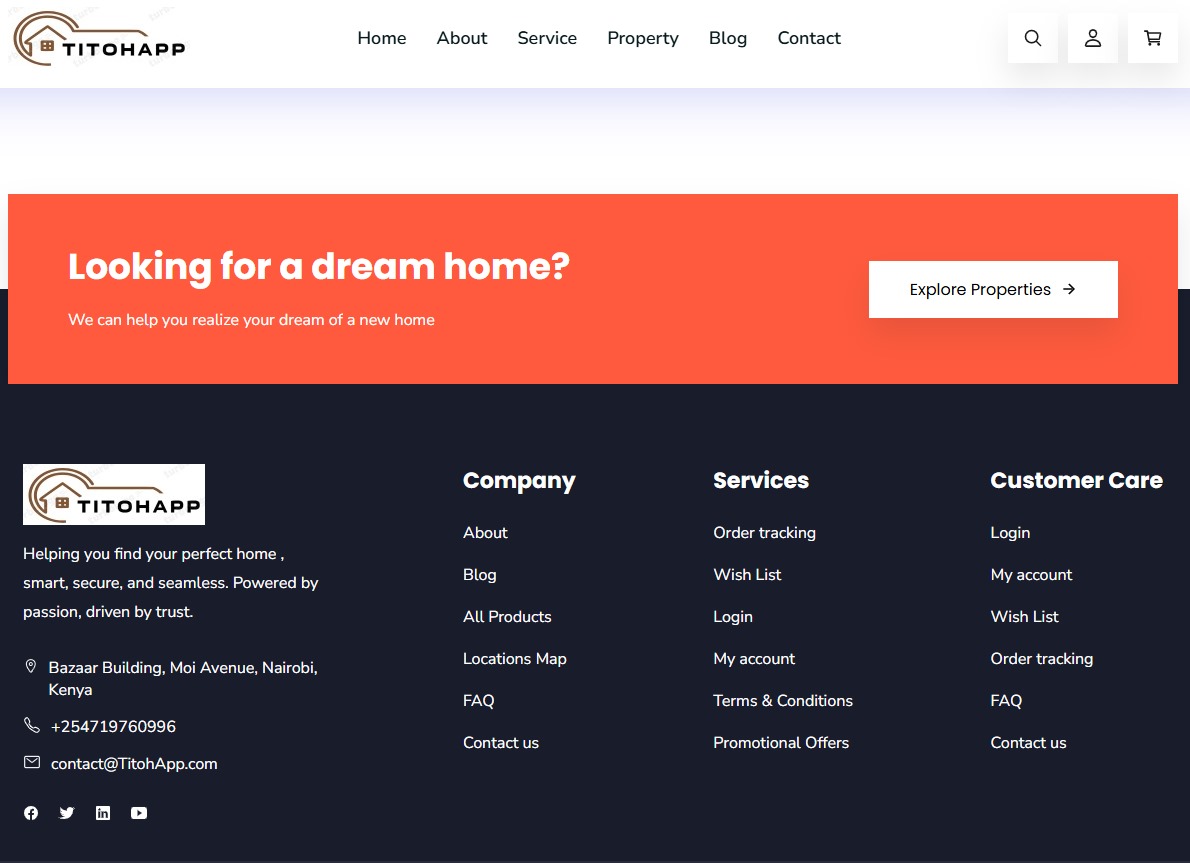 TITOHAPP
Home About Service Property Blog Contact
Looking for a dream home?
We can help you realize your dream of a new home
Explore Properties
TITOHAPP
Helping you find your perfect home ,
smart, secure, and seamless. Powered by
passion, driven by trust.
Bazaar Building, Moi Avenue, Nairobi,
Kenya
+254719760996
contact@TitohApp.com
Company
About
Blog
All Products
Locations Map
FAQ
Contact us
Services
Order tracking
Wish List
Login
My account
Terms & Conditions
Promotional Offers
Customer Care
Login
My account
Wish List
Order tracking
FAQ
Contact us